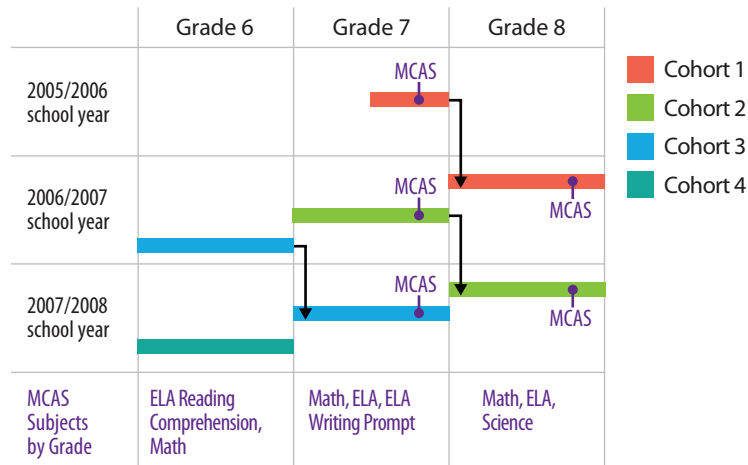 Grade 6
Grade 7
Grade 8
2005/2006
school year
MCAS
Cohort 1
Cohort 2
Cohort 3
Cohort 4
2006/2007
school year
MCAS
MCAS
2007/2008
school year
MCAS
MCAS
MCAS
Subjects
by Grade
ELA Reading
Comprehension,
Math
Math, ELA, ELA
Writing Prompt
Math, ELA,
Science